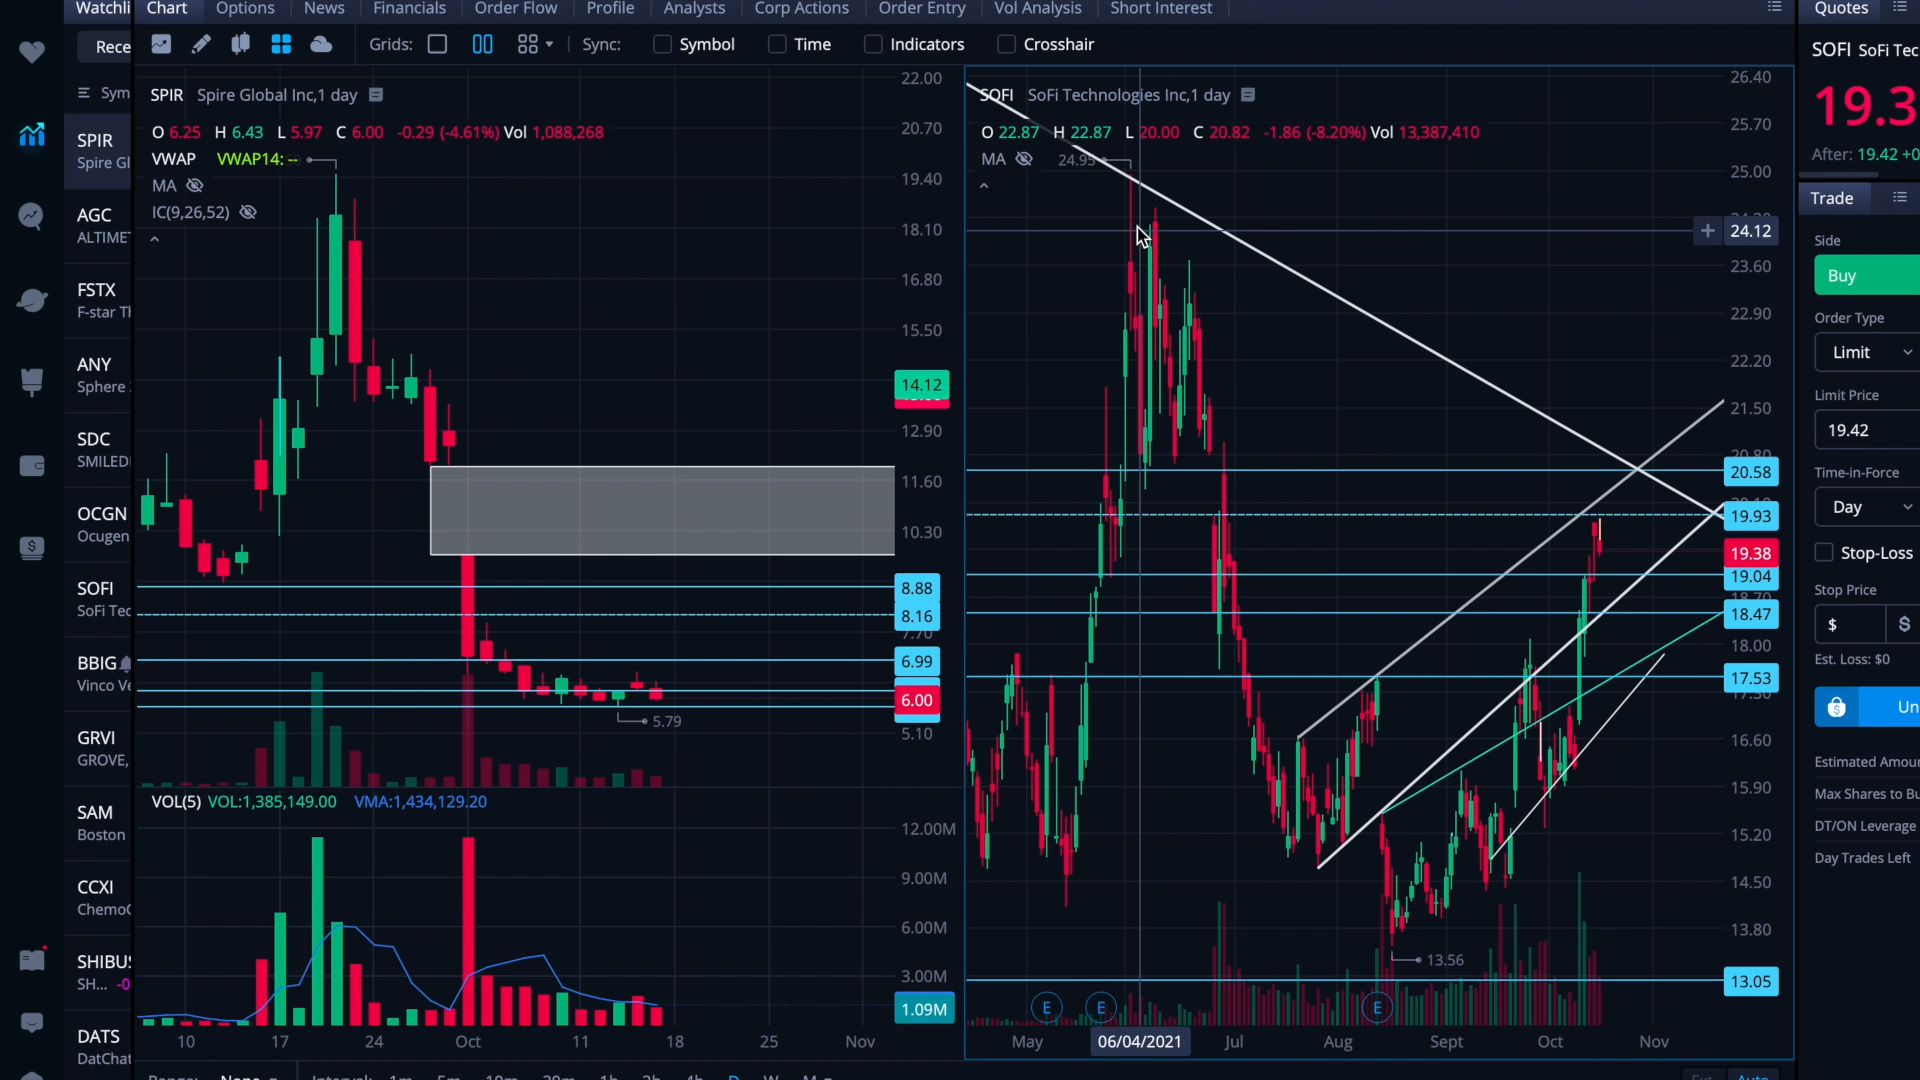 Watchli
Chart Options News Financials Order Flow Profile Analysts Corp Actions Order Entry Vol Analysis Short Interest
Quotes
Rece
Grids: Sync: Symbol Time Indicators Crosshair
SOFI SoFi Tec
19.3
After: 19.42 +0
Sym
SPIR
Spire Gl
AGC
ALTIME
FSTX
F-star Th
ANY
Sphere
SDC
SMILED
OCGN
Ocugen
SOFI
SoFi Tec
BBIG
Vinco Ve
GRVI
GROVE,
SAM
Boston
CCXI
ChemoC
SHIBUS
SH... -0
DATS
DatChat
SPIR Spire Global Inc,1 day
O 6.25 H 6.43 L 5.97 C 6.00 -0.29 (-4.61%) Vol 1,088,268
VWAP VWAP14: --
MA
IC(9,26,52)
22.00
20.70
19.40
18.10
16.80
15.50
14.12
12.90
11.60
10.30
8.88
8.16
7.70
6.99
6.00
5.10
5.79
VOL(5) VOL:1,385,149.00 VMA:1,434,129.20
12.00M
9.00M
6.00M
3.00M
1.09M
10 17 24 Oct 11 18 25 Nov
SOFI SoFi Technologies Inc,1 day
O 22.87 H 22.87 L 20.00 C 20.82 -1.86 (-8.20%) Vol 13,387,410
MA
24.95
26.40
25.70
25.00
24.12
23.60
22.90
22.20
21.50
20.58
19.93
19.38
19.04
18.47
18.00
17.53
16.60
15.90
15.20
14.50
13.80
13.05
13.56
E E E
May 06/04/2021 Jul Aug Sept Oct Nov
Trade
Side
Buy
Order Type
Limit
Limit Price
19.42
Time-in-Force
Day
Stop-Loss
Stop Price
$ $
Est. Loss: $0
Un
Estimated Amour
Max Shares to Bu
DT/ON Leverage
Day Trades Left